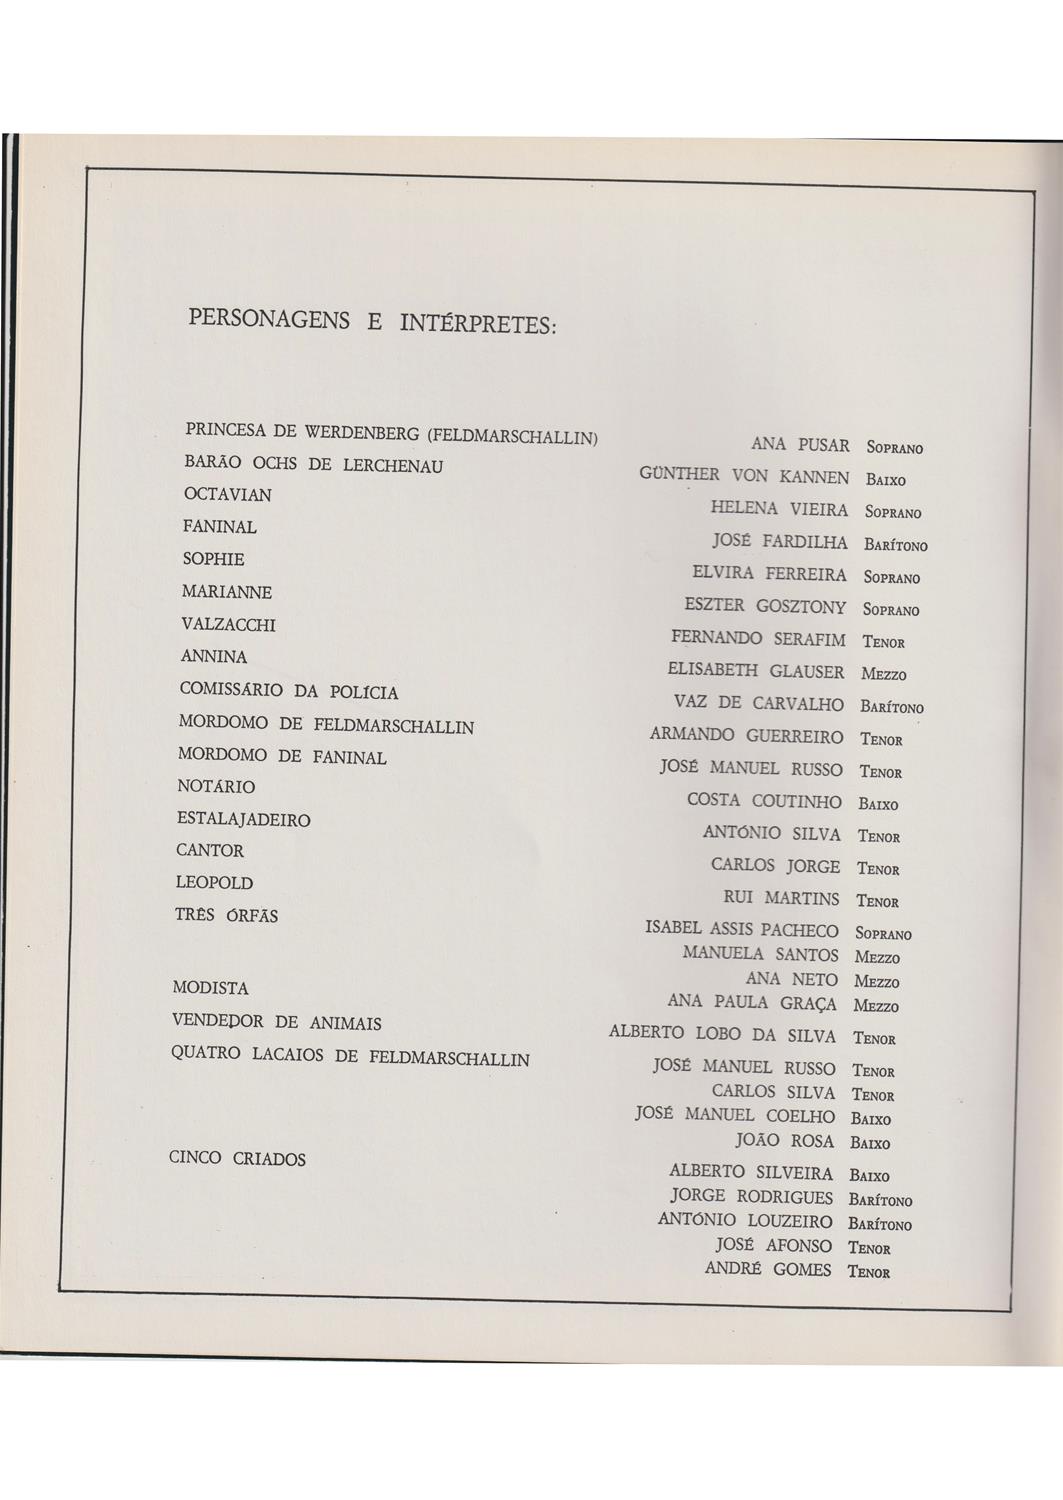 PERSONAGENS E INTÉRPRETES:
PRINCESA DE WERDENBERG (FELDMARSCHALLIN) ANA PUSAR SOPRANO
BARÃO OCHS DE LERCHENAU GÜNTHER VON KANNEN BAIXO
OCTAVIAN HELENA VIEIRA SOPRANO
FANINAL JOSÉ FARDILHA BARÍTONO
SOPHIE ELVIRA FERREIRA SOPRANO
MARIANNE ESZTER GOSZTONY SOPRANO
VALZACCHI FERNANDO SERAFIM TENOR
ANNINA ELISABETH GLAUSER MEZZO
COMISSÁRIO DA POLÍCIA VAZ DE CARVALHO BARÍTONO
MORDOMO DE FELDMARSCHALLIN ARMANDO GUERREIRO TENOR
MORDOMO DE FANINAL JOSÉ MANUEL RUSSO TENOR
NOTÁRIO COSTA COUTINHO BAIXO
ESTALAJADEIRO ANTÓNIO SILVA TENOR
CANTOR CARLOS JORGE TENOR
LEOPOLD RUI MARTINS TENOR
TRÊS ÓRFÃS ISABEL ASSIS PACHECO SOPRANO
MANUELA SANTOS MEZZO
ANA NETO MEZZO
MODISTA ANA PAULA GRAÇA MEZZO
VENDEDOR DE ANIMAIS ALBERTO LOBO DA SILVA TENOR
QUATRO LACAIOS DE FELDMARSCHALLIN JOSÉ MANUEL RUSSO TENOR
CARLOS SILVA TENOR
JOSÉ MANUEL COELHO BAIXO
JOÃO ROSA BAIXO
CINCO CRIADOS ALBERTO SILVEIRA BAIXO
JORGE RODRIGUES BARÍTONO
ANTÓNIO LOUZEIRO BARÍTONO
JOSÉ AFONSO TENOR
ANDRÉ GOMES TENOR